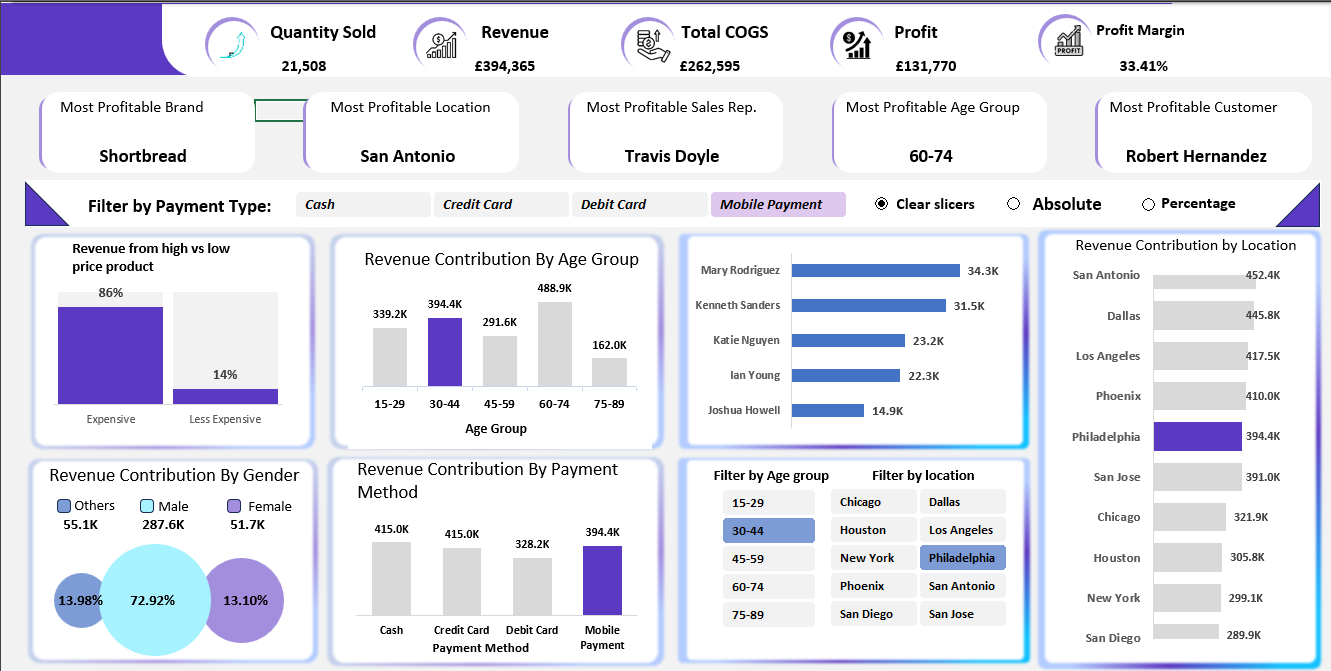 Quantity Sold
21,508
Revenue
£394,365
Total COGS
£262,595
Profit
£131,770
PROFIT
Profit Margin
33.41%
Most Profitable Brand
Shortbread
Most Profitable Location
San Antonio
Most Profitable Sales Rep.
Travis Doyle
Most Profitable Age Group
60-74
Most Profitable Customer
Robert Hernandez
Filter by Payment Type:
Cash
Credit Card
Debit Card
Mobile Payment
Clear slicers
Absolute
Percentage
Revenue from high vs low
price product
86%
14%
Expensive
Less Expensive
Revenue Contribution By Age Group
339.2K
394.4K
291.6K
488.9K
162.0K
15-29
30-44
45-59
60-74
75-89
Age Group
Mary Rodriguez
34.3K
Kenneth Sanders
31.5K
Katie Nguyen
23.2K
Ian Young
22.3K
Joshua Howell
14.9K
Revenue Contribution by Location
San Antonio
452.4K
Dallas
445.8K
Los Angeles
417.5K
Phoenix
410.0K
Philadelphia
394.4K
San Jose
391.0K
Chicago
321.9K
Houston
305.8K
New York
299.1K
San Diego
289.9K
Revenue Contribution By Gender
Others
55.1K
Male
287.6K
Female
51.7K
13.98%
72.92%
13.10%
Revenue Contribution By Payment
Method
415.0K
415.0K
328.2K
394.4K
Cash
Credit Card
Debit Card
Mobile
Payment
Payment Method
Filter by Age group
15-29
30-44
45-59
60-74
75-89
Filter by location
Chicago
Dallas
Houston
Los Angeles
New York
Philadelphia
Phoenix
San Antonio
San Diego
San Jose